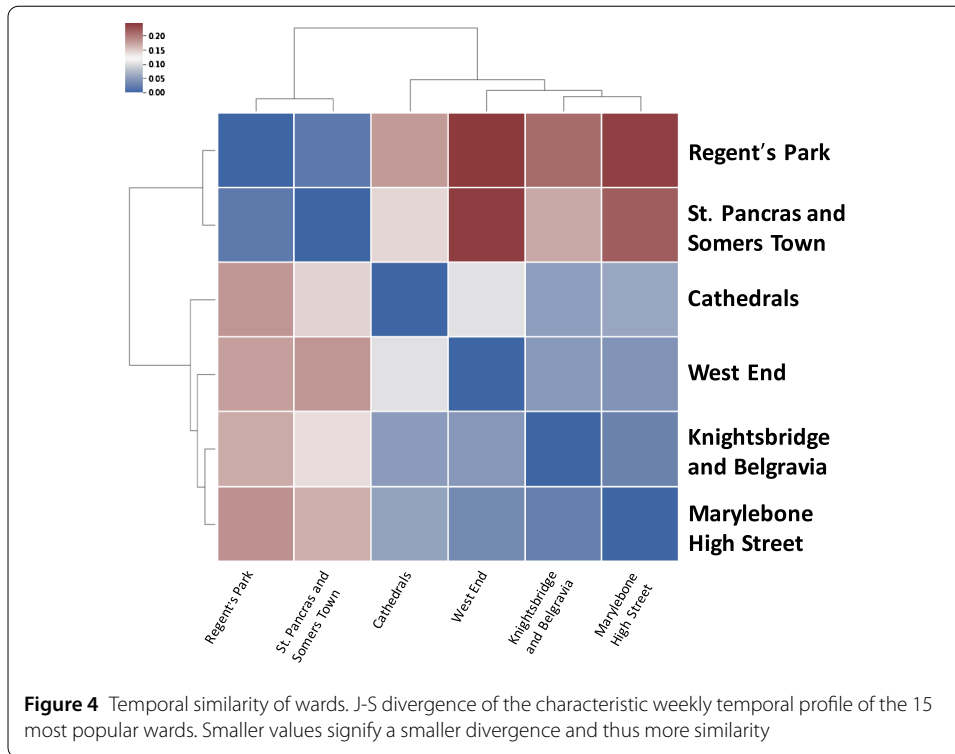 0.20
0.15
0.10
0.05
0.00
Regent's Park
St. Pancras and
Somers Town
Cathedrals
West End
Knightsbridge
and Belgravia
Marylebone
High Street
Regent's Park
St. Pancras and
Somers Town
Cathedrals
West End
Knightsbridge
and Belgravia
Marylebone
High Street
Figure 4 Temporal similarity of wards. J-S divergence of the characteristic weekly temporal profile of the 15
most popular wards. Smaller values signify a smaller divergence and thus more similarity